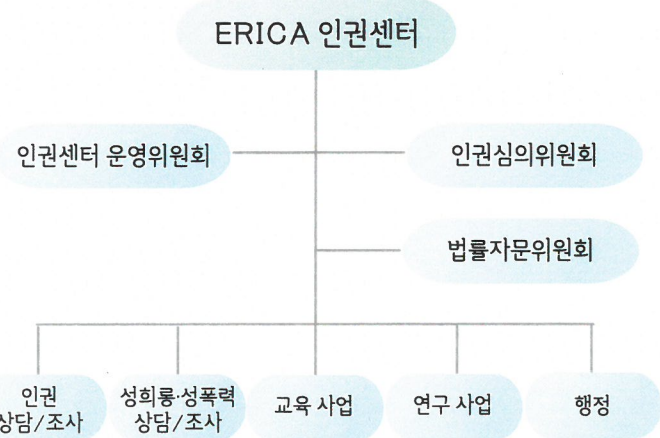 ERICA 인권센터
인권센터 운영위원회
인권심의위원회
법률자문위원회
인권
상담/조사
성희롱·성폭력
상담/조사
교육 사업
연구 사업
행정